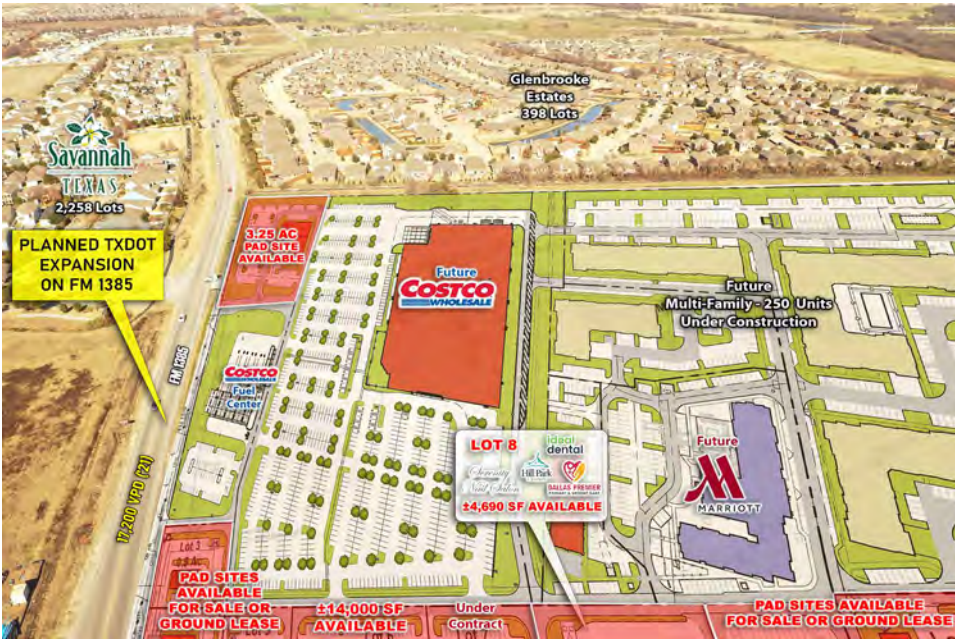 Glenbrooke
Estates
398 Lots
Savannah
TEXAS
2,258 Lots
PLANNED TXDOT
EXPANSION
ON FM 1385
3.25 AC
PAD SITE
AVAILABLE
Future
COSTCO
WHOLESALE
Future
Multi-Family - 250 Units
Under Construction
FM 1385
COSTCO
WHOLESALE
Fuel
Center
17,200 VPD ('21)
LOT 8
ideal
dental
Serenity
Nail Salon
Hill Park
DALLAS PREMIER
±4,690 SF AVAILABLE
Future
MARRIOTT
Lot 3
PAD SITES
AVAILABLE
FOR SALE OR
GROUND LEASE
±14,000 SF
AVAILABLE
Under
Contract
PAD SITES AVAILABLE
FOR SALE OR GROUND LEASE